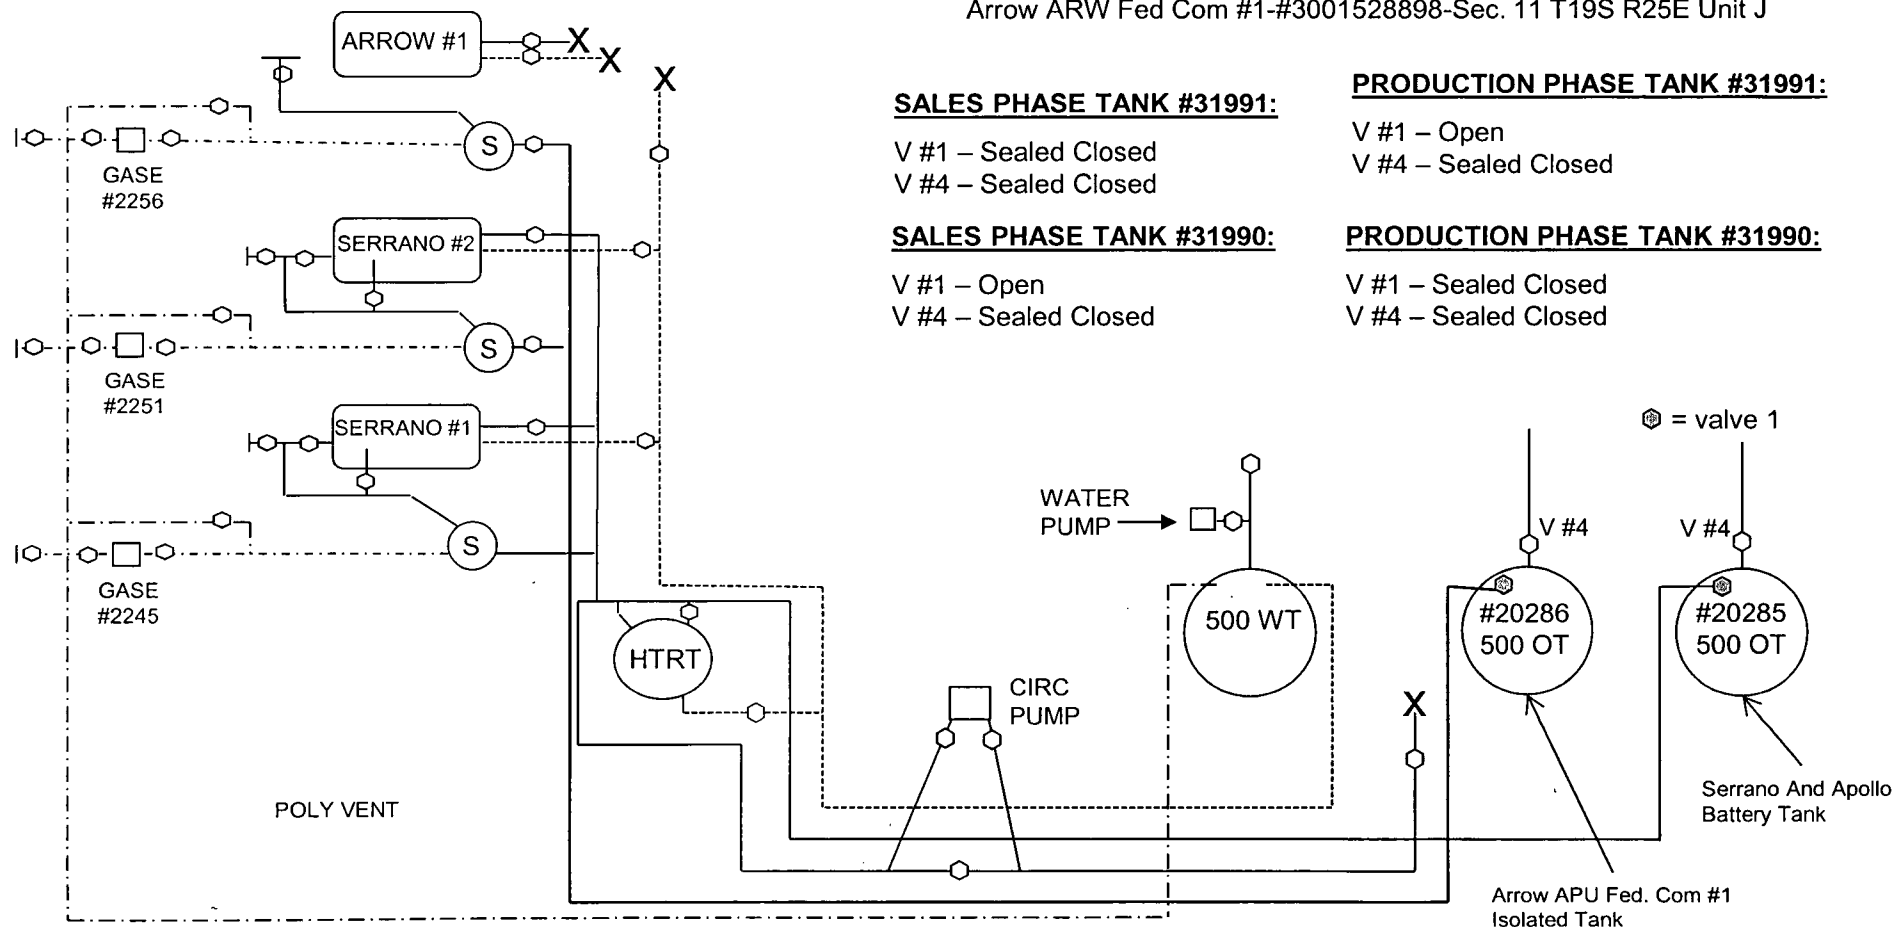 Arrow ARW Fed Com #1-#3001528898-Sec. 11 T19S R25E Unit J
ARROW #1
X
X
X
SALES PHASE TANK #31991:
V #1 – Sealed Closed
V #4 – Sealed Closed
PRODUCTION PHASE TANK #31991:
V #1 – Open
V #4 – Sealed Closed
SALES PHASE TANK #31990:
V #1 – Open
V #4 – Sealed Closed
PRODUCTION PHASE TANK #31990:
V #1 – Sealed Closed
V #4 – Sealed Closed
S
GASE
#2256
SERRANO #2
S
GASE
#2251
SERRANO #1
S
GASE
#2245
= valve 1
WATER
PUMP
V #4
V #4
500 WT
#20286
500 OT
#20285
500 OT
HTRT
CIRC
PUMP
X
POLY VENT
Serrano And Apollo
Battery Tank
Arrow APU Fed. Com #1
Isolated Tank